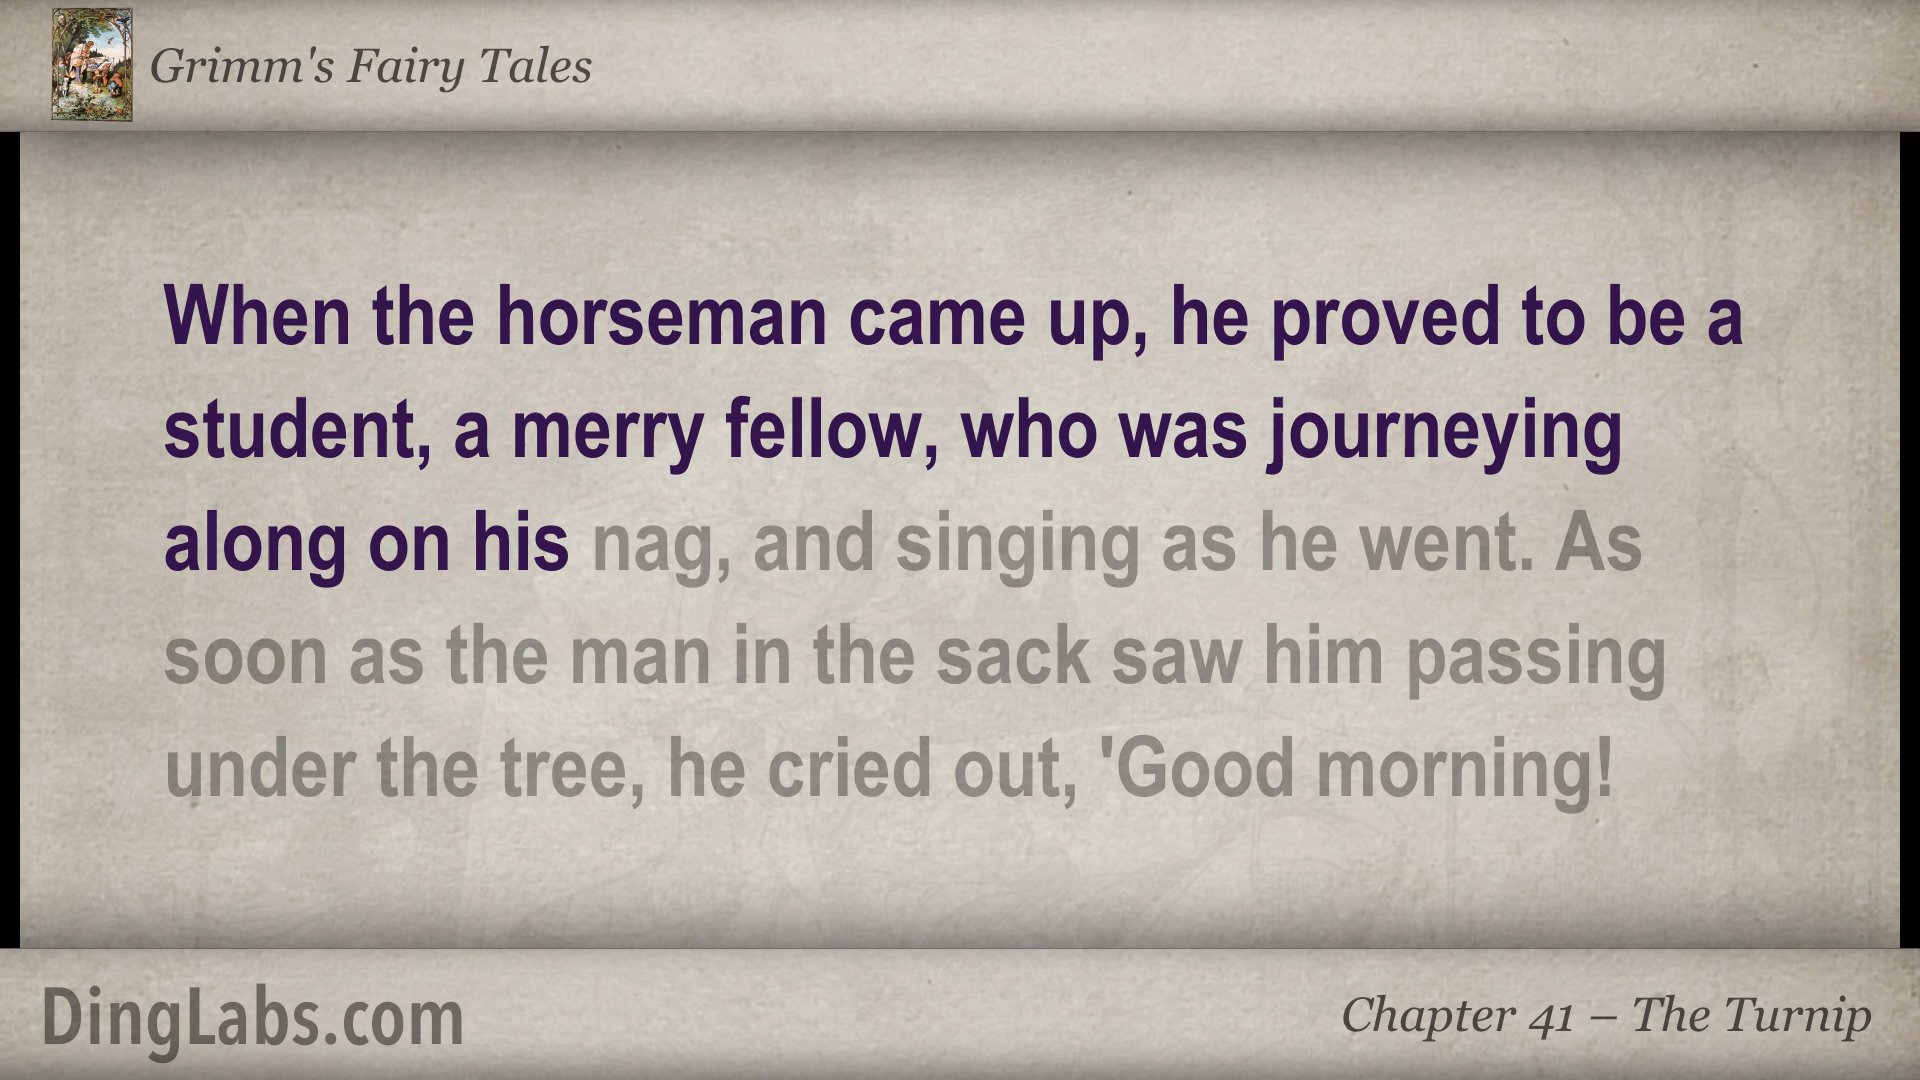 Grimm's Fairy Tales
When the horseman came up, he proved to be a
student, a merry fellow, who was journeying
along on his nag, and singing as he went. As
soon as the man in the sack saw him passing
under the tree, he cried out, 'Good morning!
DingLabs.com
Chapter 41 – The Turnip